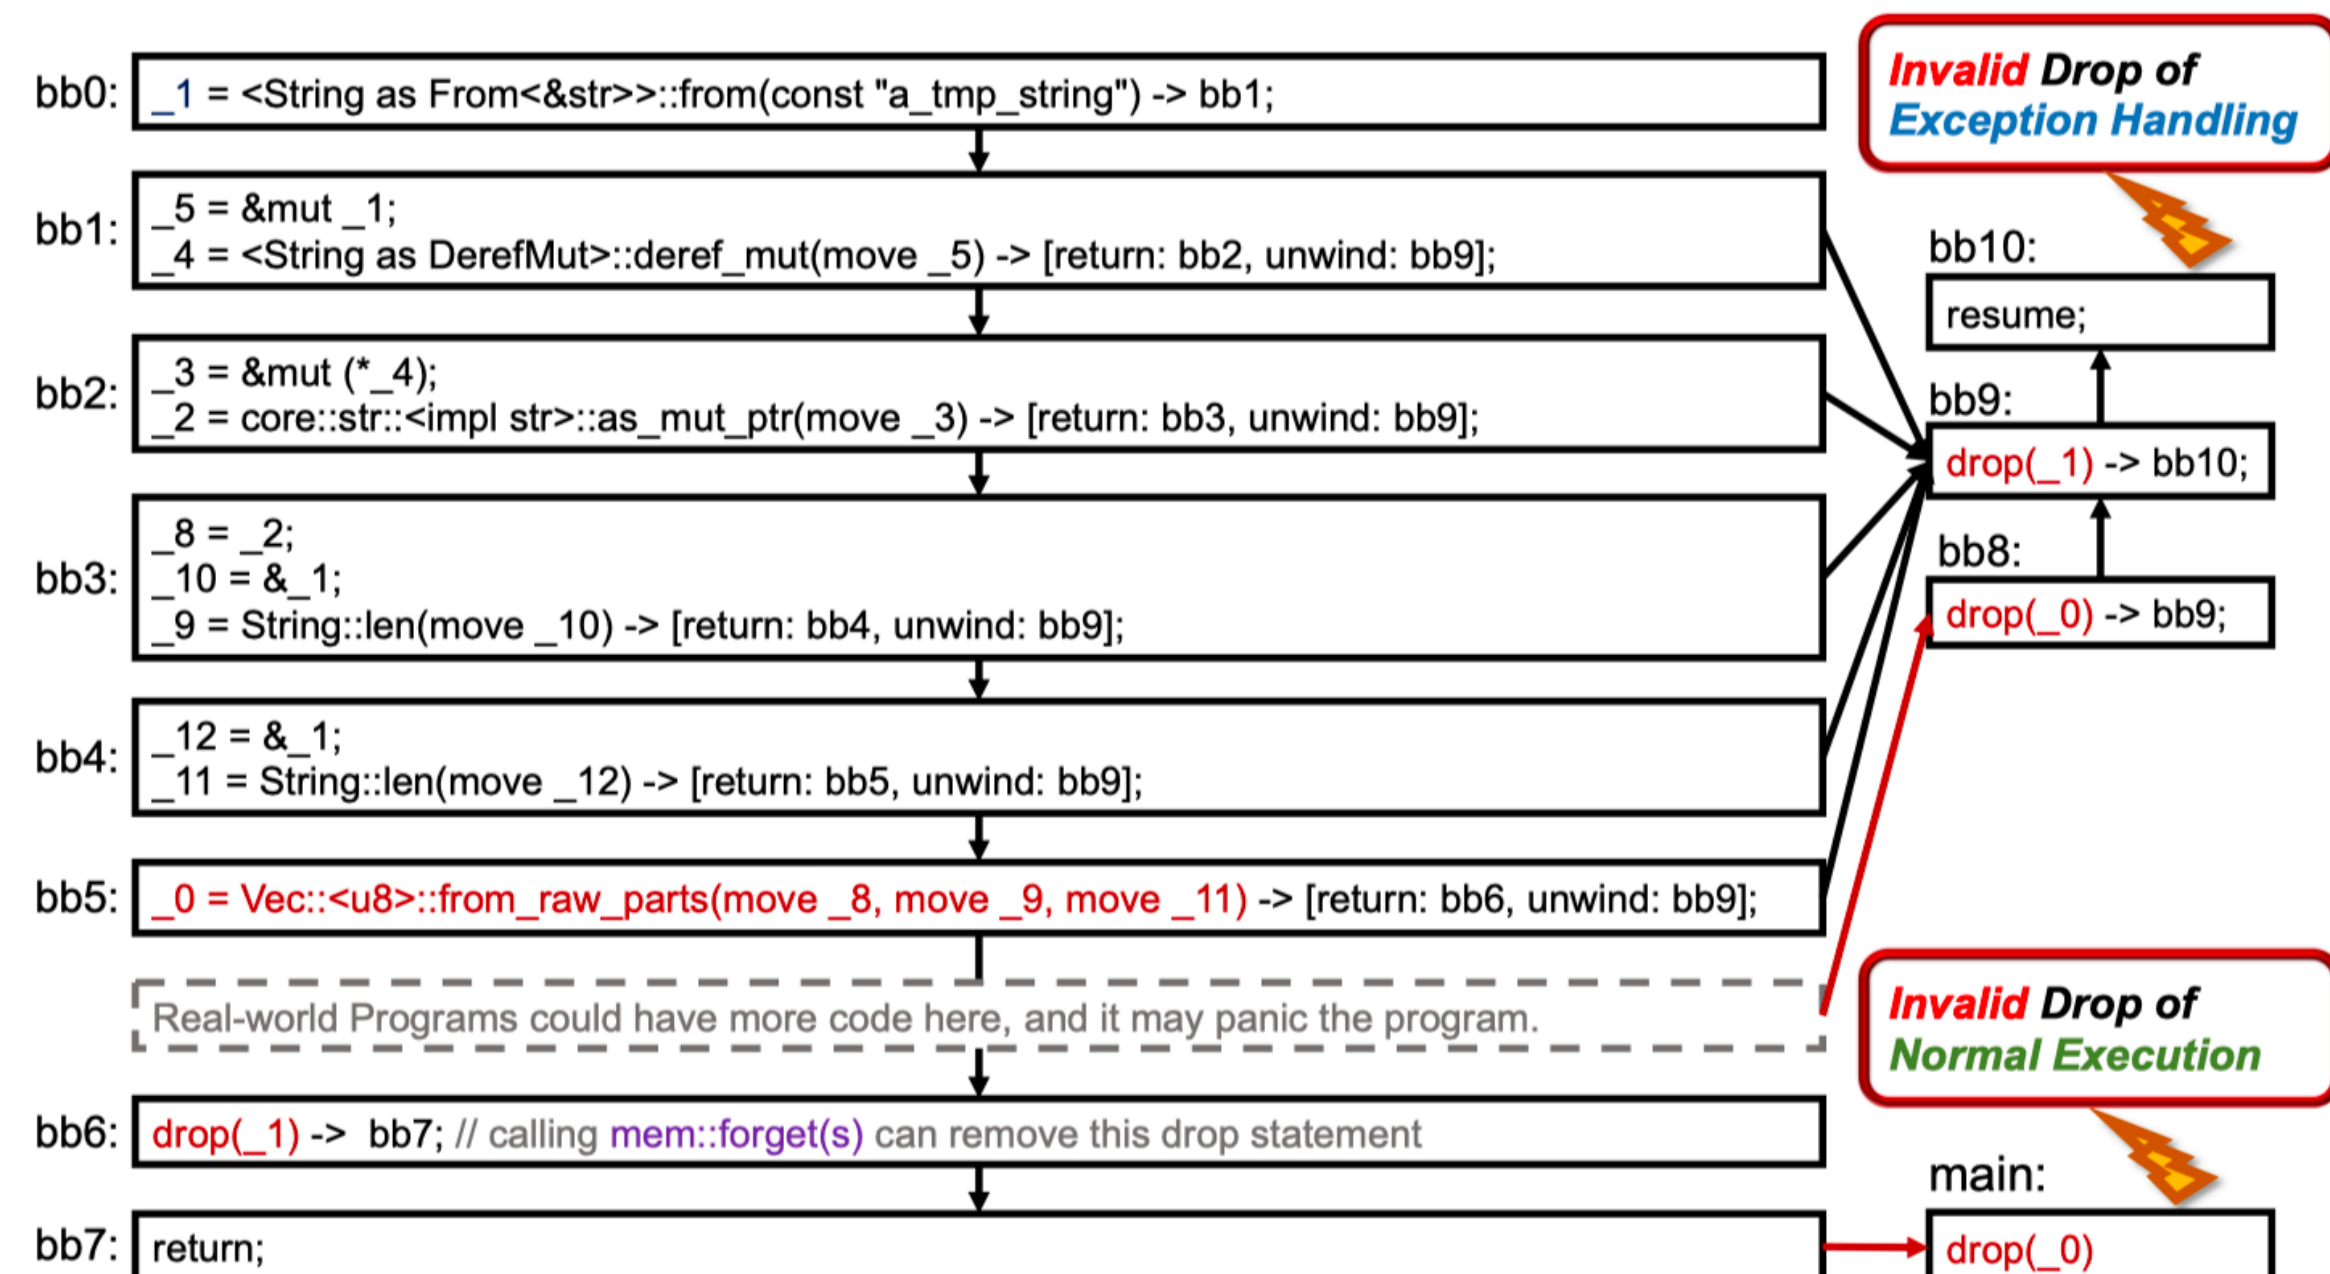 bb0:
_1 = <String as From<&str>>::from(const "a_tmp_string") -> bb1;
bb1:
_5 = &mut _1;
_4 = <String as DerefMut>::deref_mut(move _5) -> [return: bb2, unwind: bb9];
bb2:
_3 = &mut (*_4);
_2 = core::str::<impl str>::as_mut_ptr(move _3) -> [return: bb3, unwind: bb9];
bb3:
_8 = _2;
_10 = &_1;
_9 = String::len(move _10) -> [return: bb4, unwind: bb9];
bb4:
_12 = &_1;
_11 = String::len(move _12) -> [return: bb5, unwind: bb9];
bb5:
_0 = Vec::<u8>::from_raw_parts(move _8, move _9, move _11) -> [return: bb6, unwind: bb9];
Real-world Programs could have more code here, and it may panic the program.
bb6:
drop(_1) -> bb7; // calling mem::forget(s) can remove this drop statement
bb7:
return;
Invalid Drop of
Exception Handling
bb10:
resume;
bb9:
drop(_1) -> bb10;
bb8:
drop(_0) -> bb9;
Invalid Drop of
Normal Execution
main:
drop(_0)